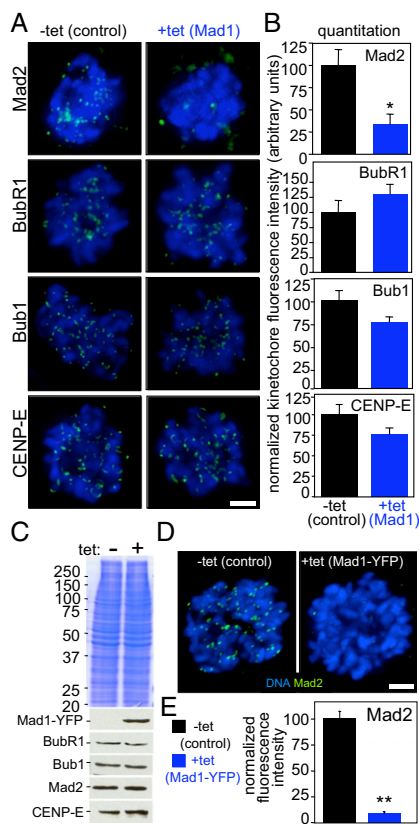 A
-tet (control)
+tet (Mad1)
Mad2
BubR1
Bub1
CENP-E
B
quantitation
normalized kinetochore fluorescence intensity (arbitrary units)
Mad2
125
100
75
50
25
0
*
BubR1
150
125
100
75
50
25
0
Bub1
125
100
75
50
25
0
CENP-E
125
100
75
50
25
0
-tet
(control)
+tet
(Mad1)
C
tet: - +
250
150
100
75
50
37
25
20
Mad1-YFP
BubR1
Bub1
Mad2
CENP-E
D
-tet (control)
+tet (Mad1-YFP)
DNA Mad2
E
-tet
(control)
+tet
(Mad1-YFP)
normalized
fluorescence
intensity
100
75
50
25
0
Mad2
**